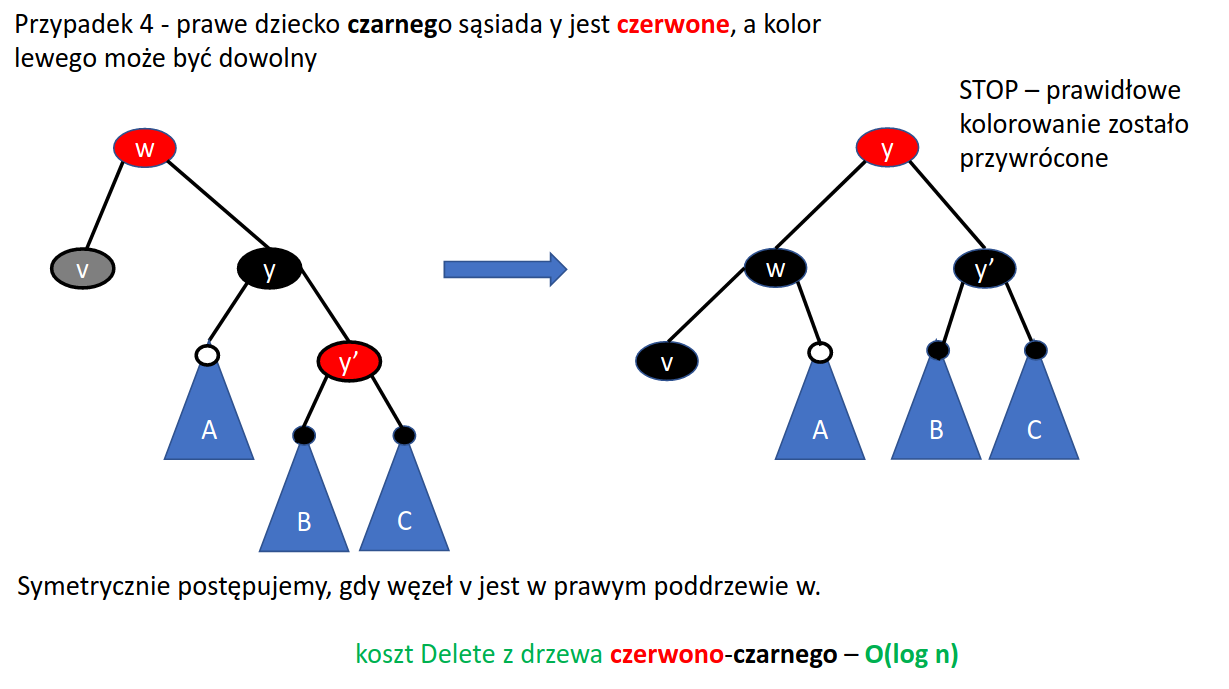 Przypadek 4 - prawe dziecko czarnego sąsiada y jest czerwone, a kolor
lewego może być dowolny
STOP – prawidłowe
kolorowanie zostało
przywrócone
w
y
v
y
w
y’
y’
v
A
A
B
C
B
C
Symetrycznie postępujemy, gdy węzeł v jest w prawym poddrzewie w.
koszt Delete z drzewa czerwono-czarnego – O(log n)